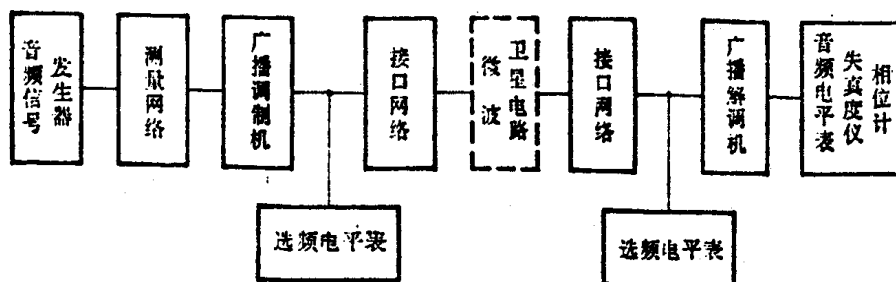 音频信号
发生器
测量网络
广播调制机
接口网络
微波
卫星电路
接口网络
广播解调机
音频电平表
失真度仪
相位计
选频电平表
选频电平表